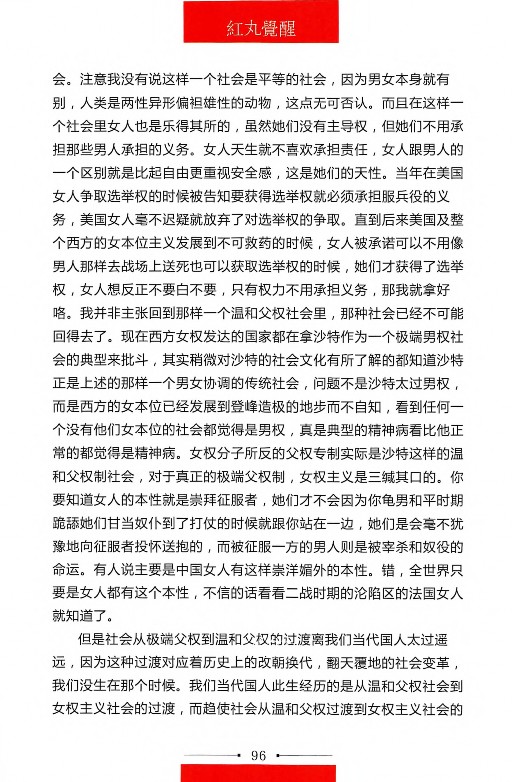 紅丸覺醒
会。注意我没有说这样一个社会是平等的社会，因为男女本身就有
别，人类是两性异形偏袒雄性的动物，这点无可否认。而且在这样一
个社会里女人也是乐得其所的，虽然她们没有主导权，但她们不用承
担那些男人承担的义务。女人天生就不喜欢承担责任，女人跟男人的
一个区别就是比起自由更重视安全感，这是她们的天性。当年在美国
女人争取选举权的时候被告知要获得选举权就必须承担服兵役的义
务，美国女人毫不迟疑就放弃了对选举权的争取。直到后来美国及整
个西方的女本位主义发展到不可救药的时候，女人被承诺可以不用像
男人那样去战场上送死也可以获取选举权的时候，她们才获得了选举
权，女人想反正不要白不要，只有权力不用承担义务，那我就拿好
咯。我并非主张回到那样一个温和父权社会里，那种社会已经不可能
回得去了。现在西方女权发达的国家都在拿沙特作为一个极端男权社
会的典型来批斗，其实稍微对沙特的社会文化有所了解的都知道沙特
正是上述的那样一个男女协调的传统社会，问题不是沙特太过男权，
而是西方的女本位已经发展到登峰造极的地步而不自知，看到任何一
个没有他们女本位的社会都觉得是男权，真是典型的精神病看比他正
常的都觉得是精神病。女权分子所反的父权专制实际是沙特这样的温
和父权制社会，对于真正的极端父权制，女权主义是三缄其口的。你
要知道女人的本性就是崇拜征服者，她们才不会因为你龟男和平时期
跪舔她们甘当奴仆到了打仗的时候就跟你站在一边，她们是会毫不犹
豫地向征服者投怀送抱的，而被征服一方的男人则是被宰杀和奴役的
命运。有人说主要是中国女人有这样崇洋媚外的本性。错，全世界只
要是女人都有这个本性，不信的话看看二战时期的沦陷区的法国女人
就知道了。
但是社会从极端父权到温和父权的过渡离我们当代国人太过遥
远，因为这种过渡对应着历史上的改朝换代，翻天覆地的社会变革，
我们没生在那个时候。我们当代国人此生经历的是从温和父权社会到
女权主义社会的过渡，而趋使社会从温和父权过渡到女权主义社会的
96